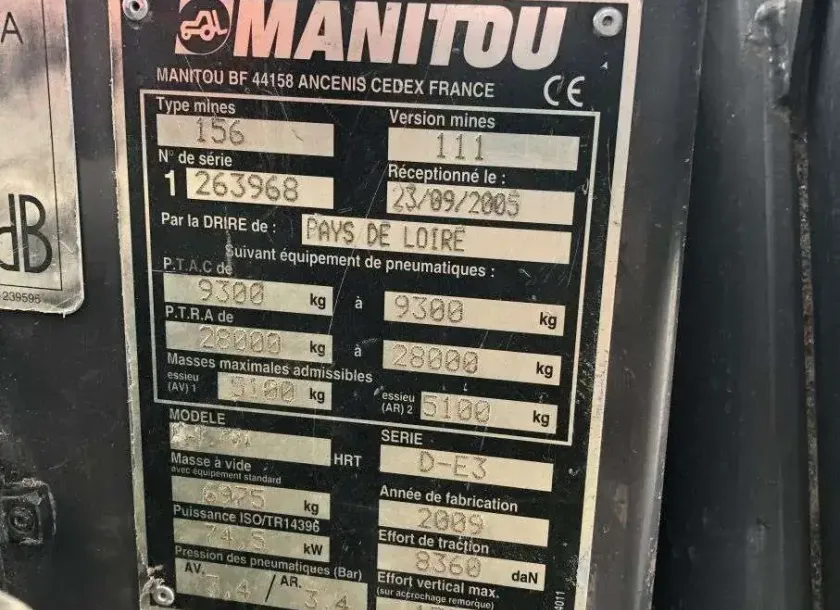 A
MANITOU
MANITOU BF 44158 ANCENIS CEDEX FRANCE CE
Type mines Version mines
156 111
N° de série Réceptionné le :
1 263968 23/09/2005
Par la DRIRE de : PAYS DE LOIRE
Suivant équipement de pneumatiques :
P.T.A.C de
9300 kg à 9300 kg
P.T.R.A de
28000 kg à 28000 kg
Masses maximales admissibles
essieu (AV) 1 5100 kg essieu (AR) 2 5100 kg
MODELE SERIE
HRT D-E3
Masse à vide
avec équipement standard
6975 kg
Année de fabrication
2009
Puissance ISO/TR14396
74.5 kW
Effort de traction
8360 daN
Pression des pneumatiques (Bar)
AV. / AR.
3.4 3.4
Effort vertical max.
(sur accrochage remorque)
dB
239595